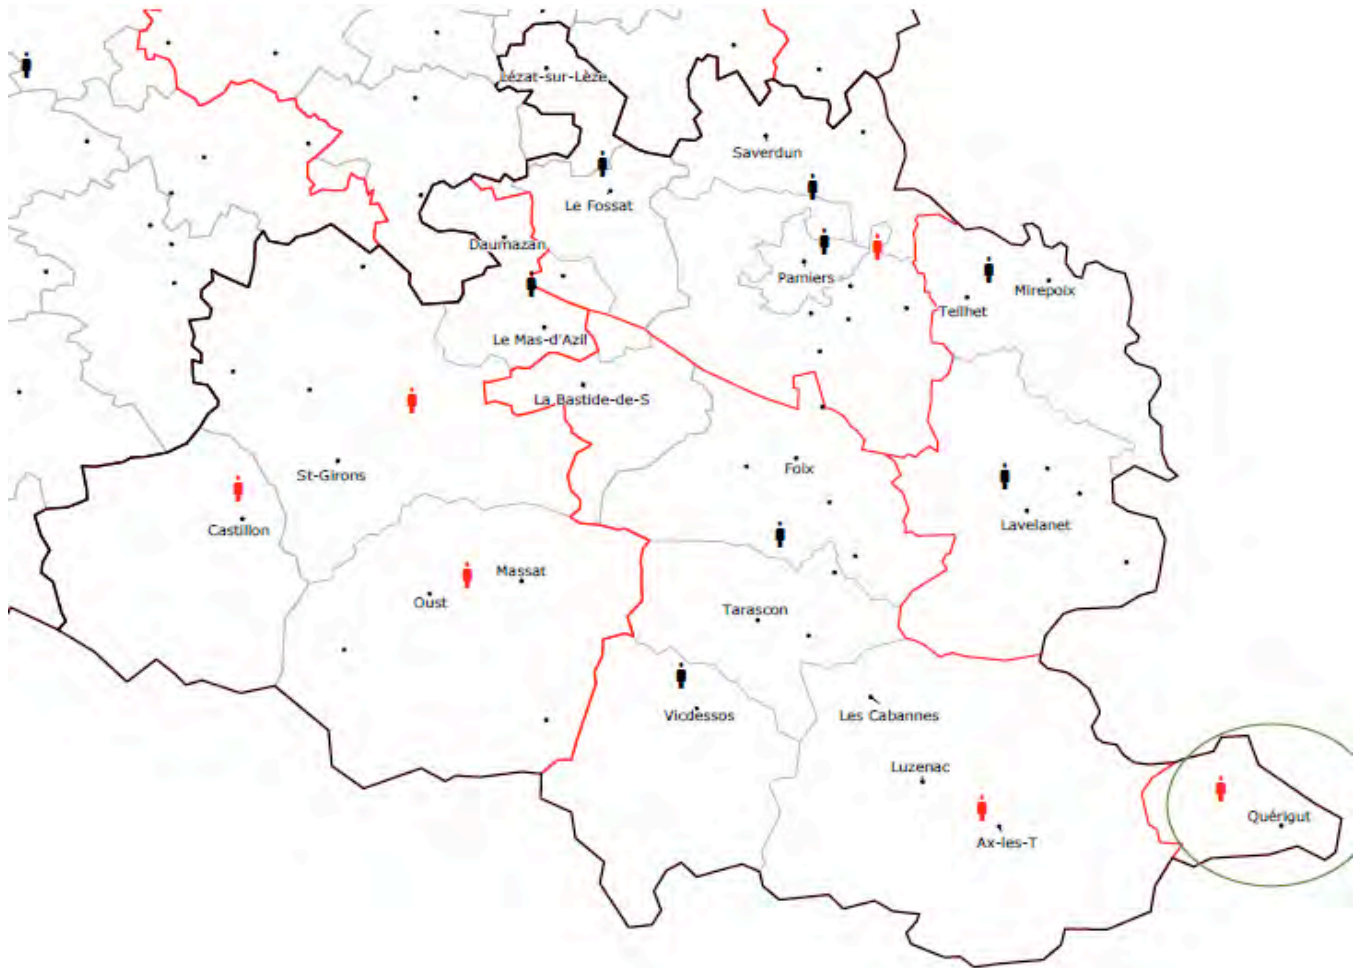 Lézat-sur-Lèze
Saverdun
Le Fossat
Daumazan
Pamiers
Mirepoix
Teilhet
Le Mas-d'Azil
La Bastide-de-S
St-Girons
Foix
Castillon
Lavelanet
Massat
Oust
Tarascon
Vicdessos
Les Cabannes
Luzenac
Quérigut
Ax-les-T